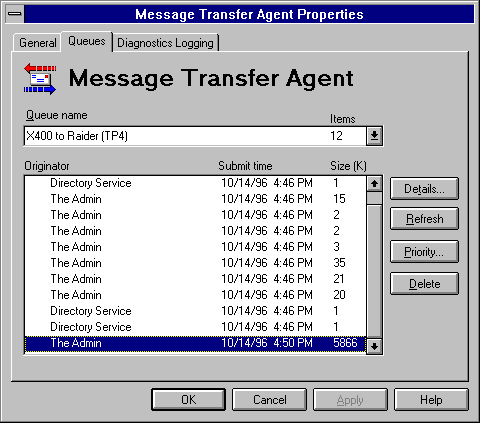 Message Transfer Agent Properties
General Queues Diagnostics Logging
Message Transfer Agent
Queue name Items
X400 to Raider (TP4) 12
Originator Submit time Size (K)
Directory Service 10/14/96 4:46 PM 1
The Admin 10/14/96 4:46 PM 15
The Admin 10/14/96 4:46 PM 2
The Admin 10/14/96 4:46 PM 2
The Admin 10/14/96 4:46 PM 3
The Admin 10/14/96 4:46 PM 35
The Admin 10/14/96 4:46 PM 21
The Admin 10/14/96 4:46 PM 20
Directory Service 10/14/96 4:46 PM 1
Directory Service 10/14/96 4:46 PM 1
The Admin 10/14/96 4:50 PM 5866
Details...
Refresh
Priority...
Delete
OK Cancel Apply Help